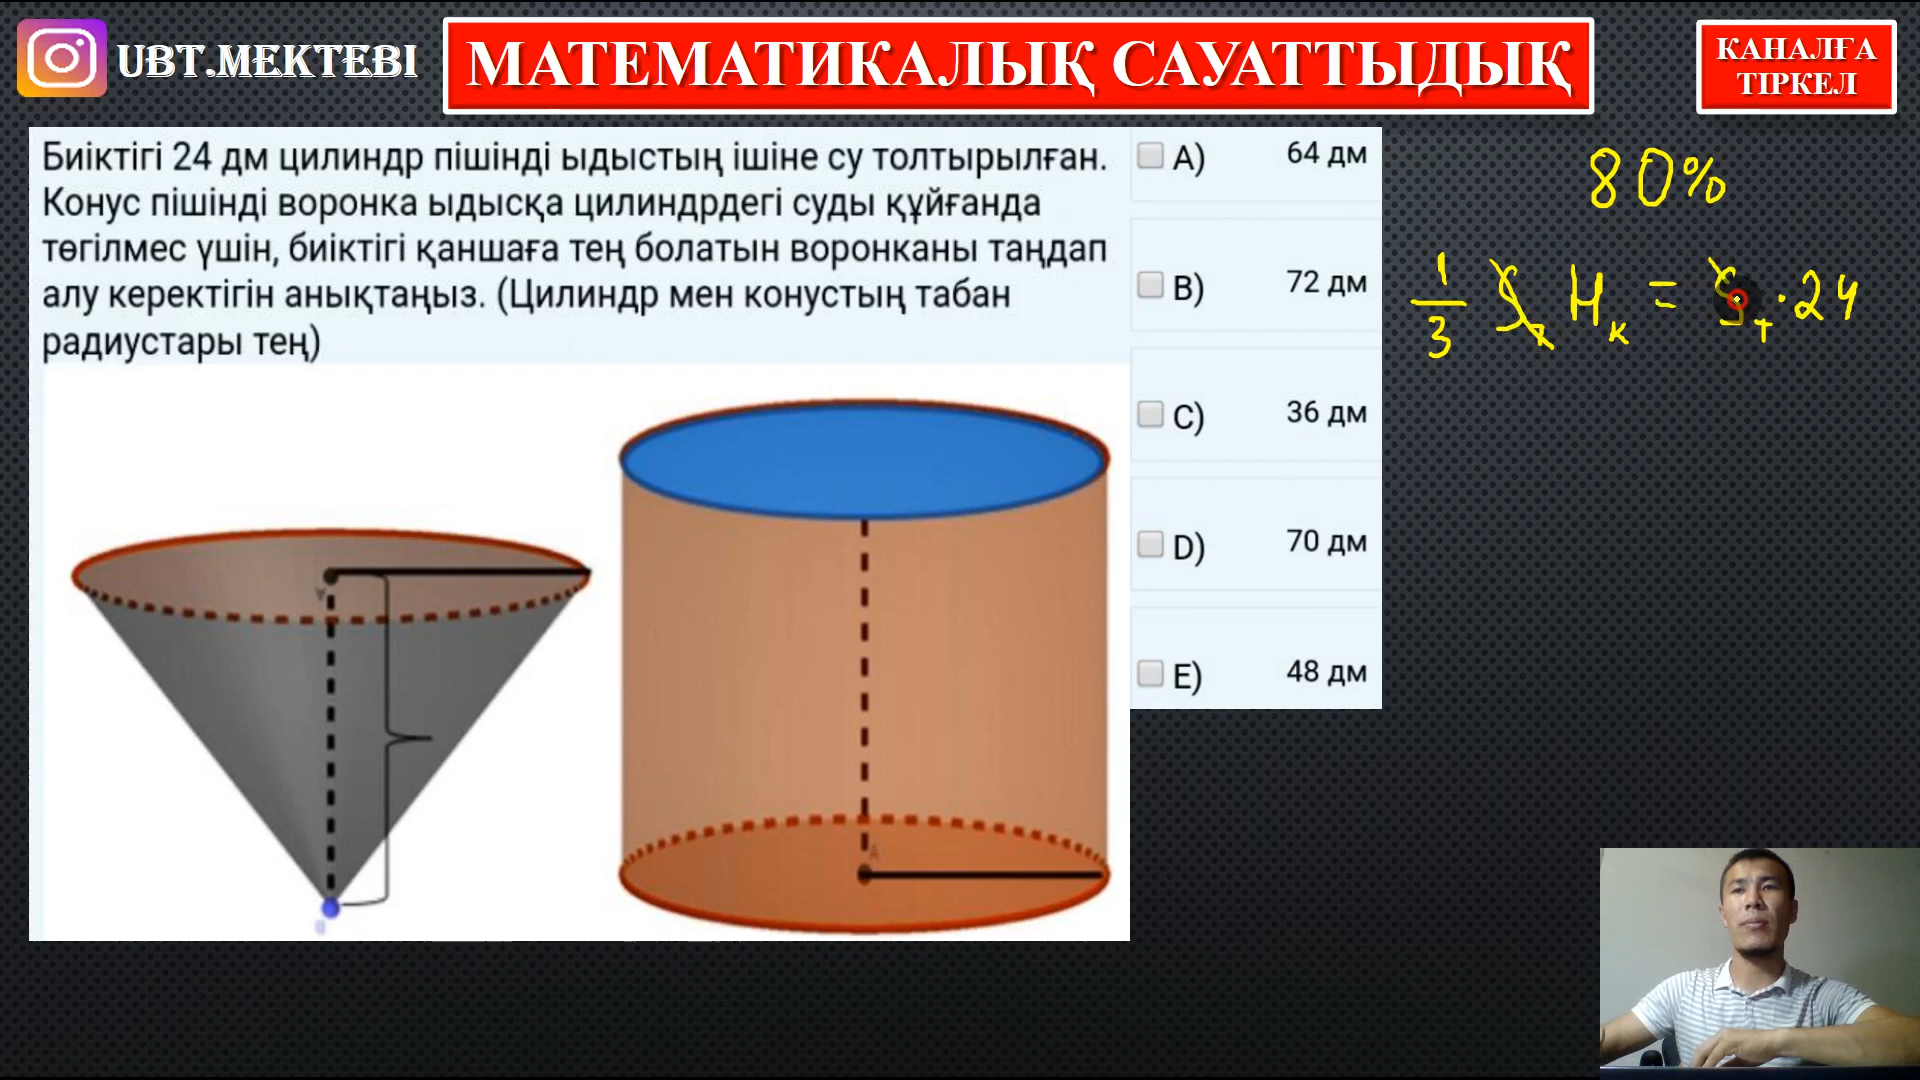 UBT.MEKTEBI
МАТЕМАТИКАЛЫҚ САУАТТЫДЫҚ
КАНАЛҒА
ТІРКЕЛ
Биіктігі 24 дм цилиндр пішінді ыдыстың ішіне су толтырылған.
Конус пішінді воронка ыдысқа цилиндрдегі суды құйғанда
төгілмес үшін, биіктігі қаншаға тең болатын воронканы таңдап
алу керектігін анықтаңыз. (Цилиндр мен конустың табан
радиустары тең)
A) 64 дм
B) 72 дм
C) 36 дм
D) 70 дм
E) 48 дм
80%
1/3 S H к = S т · 24
A